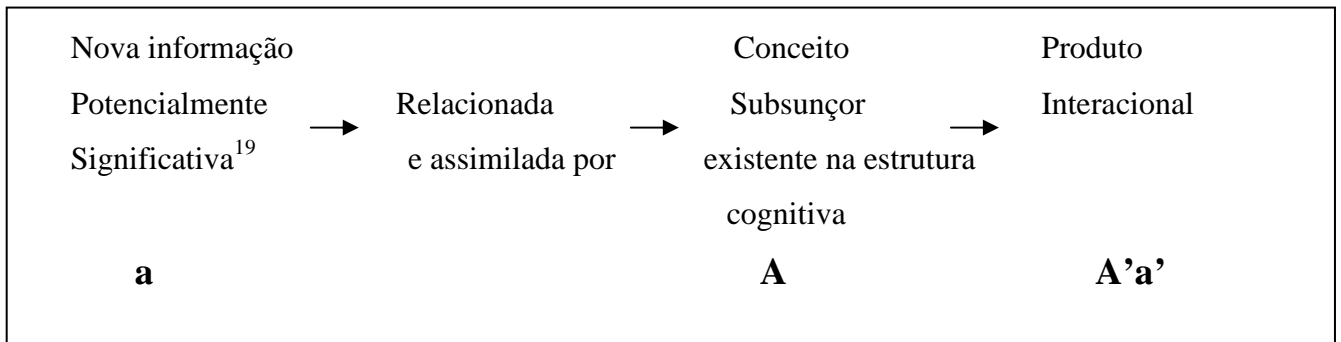 Nova informação Conceito Produto
Potencialmente Relacionada Subsunçor Interacional
Significativa19 e assimilada por existente na estrutura
cognitiva
a A A’a’